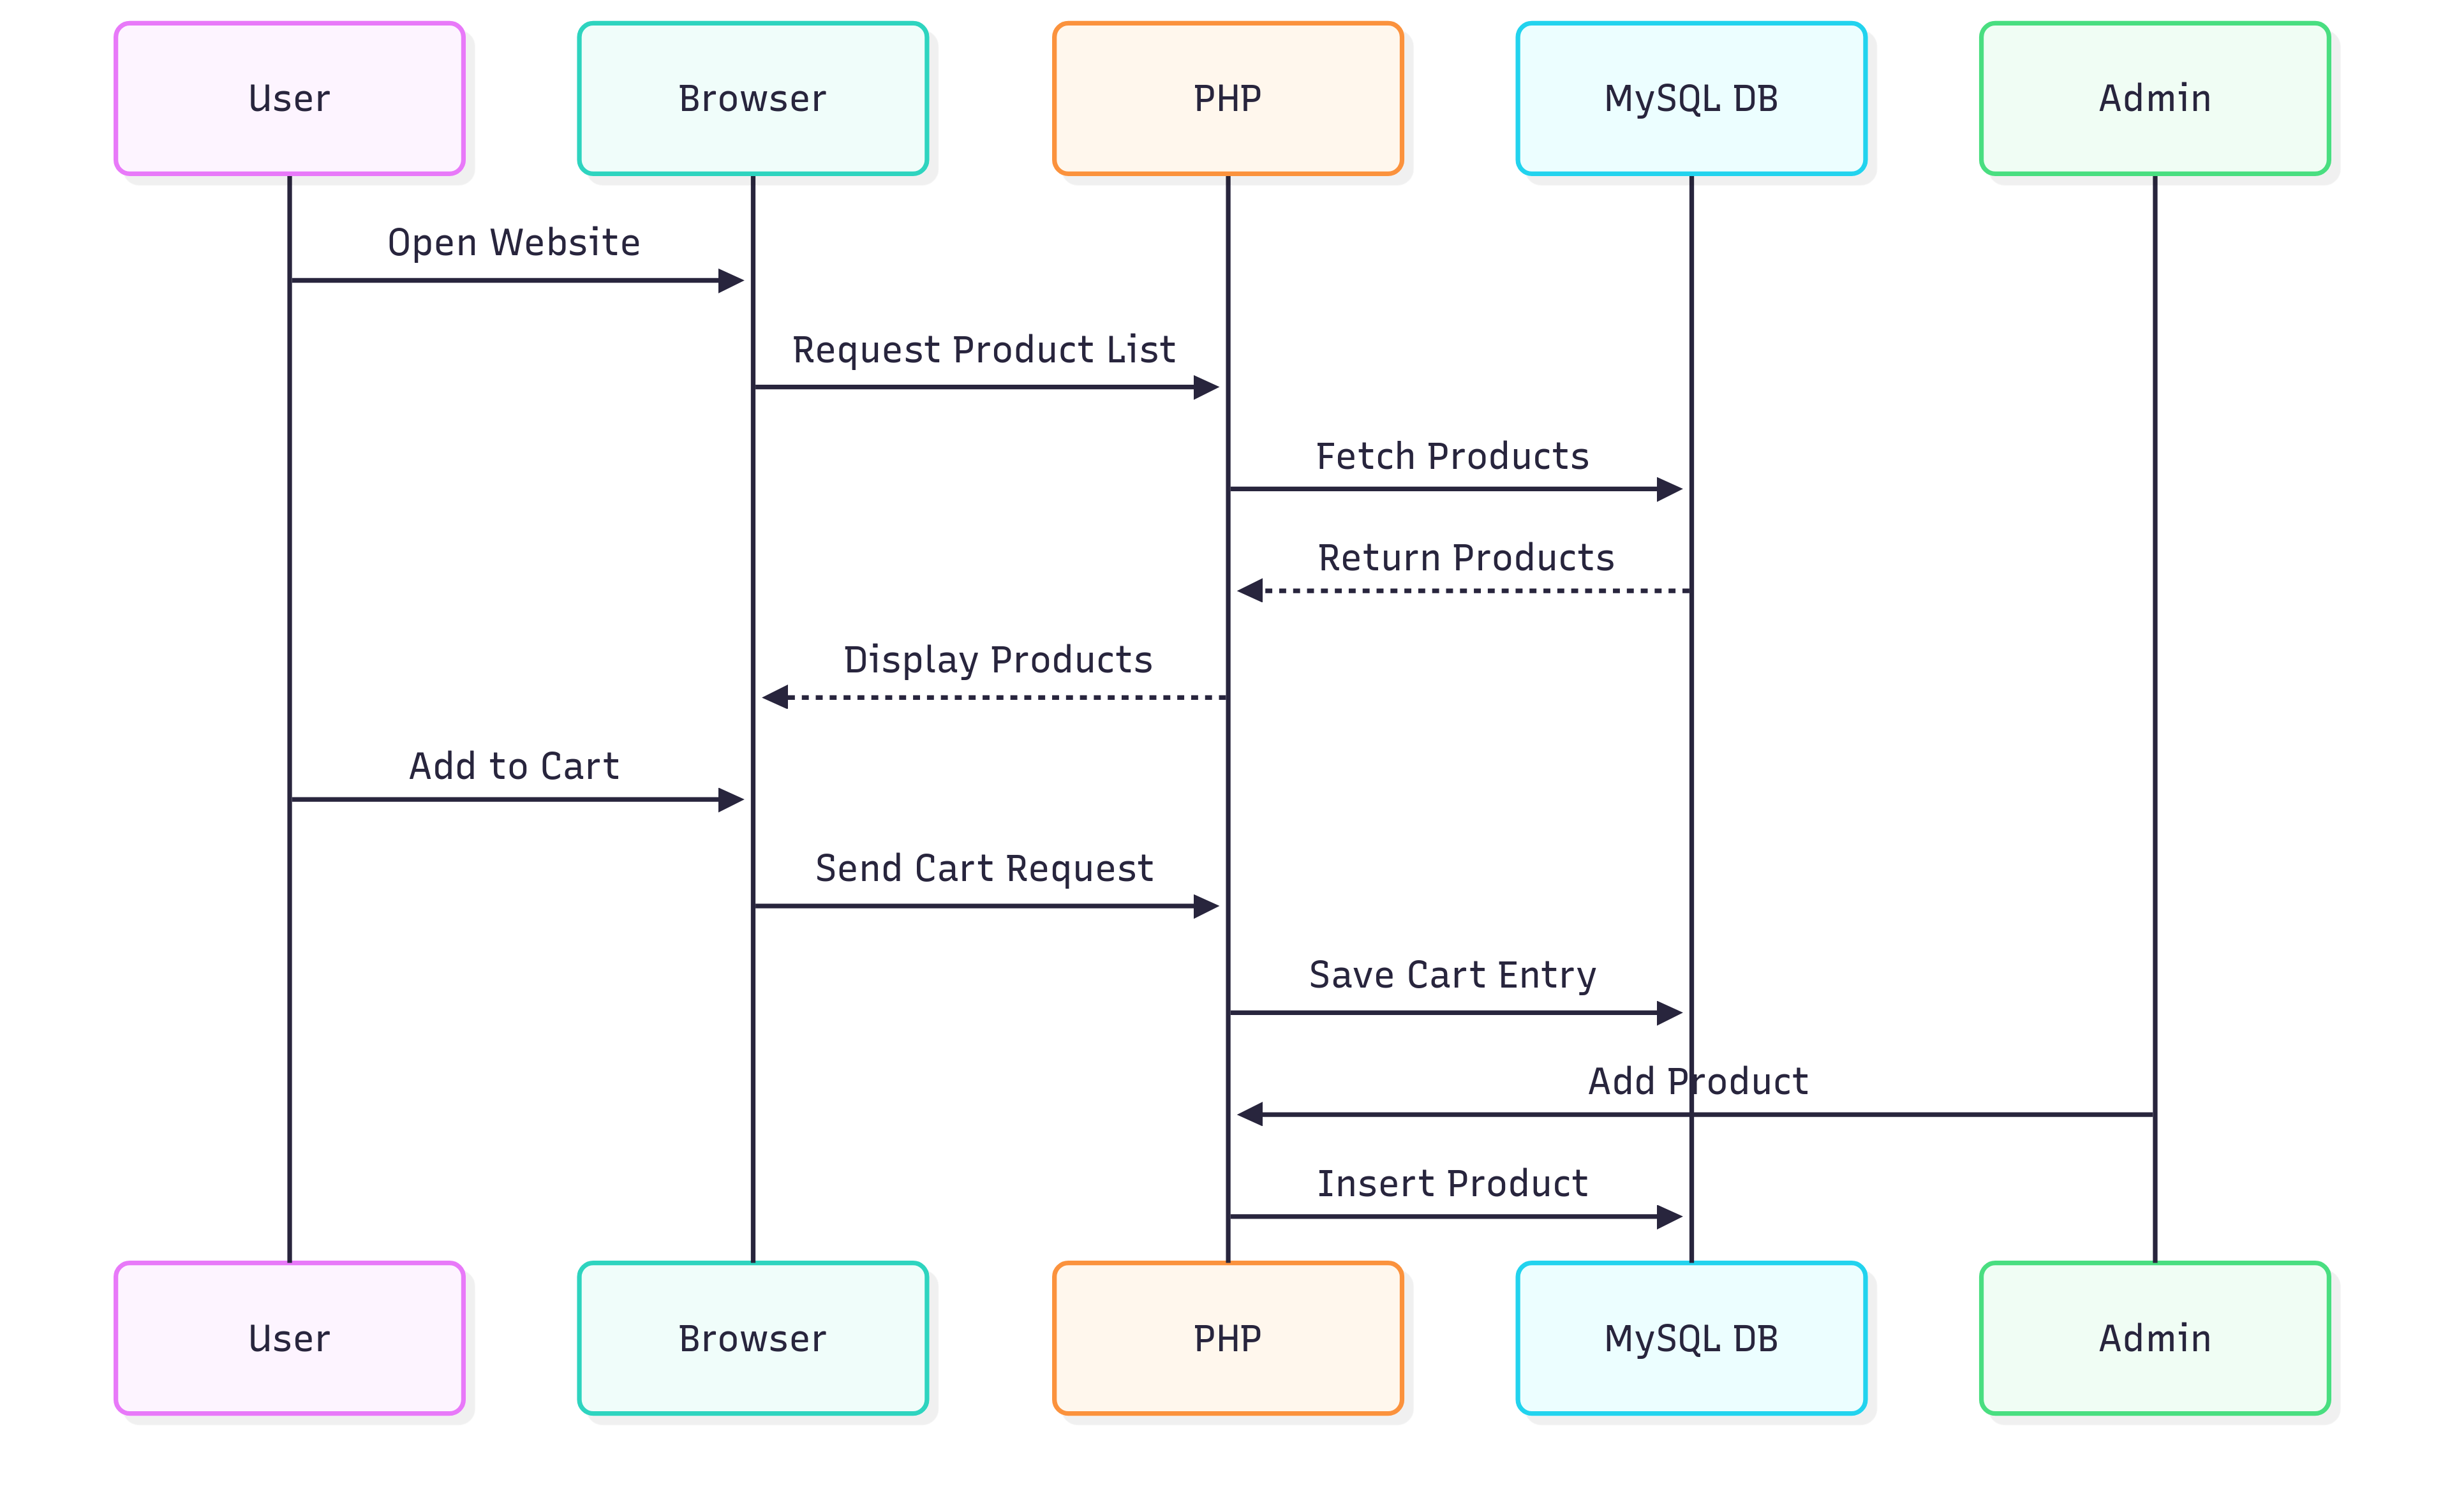 User
Browser
PHP
MySQL DB
Admin
Open Website
Request Product List
Fetch Products
Return Products
Display Products
Add to Cart
Send Cart Request
Save Cart Entry
Add Product
Insert Product
User
Browser
PHP
MySQL DB
Admin